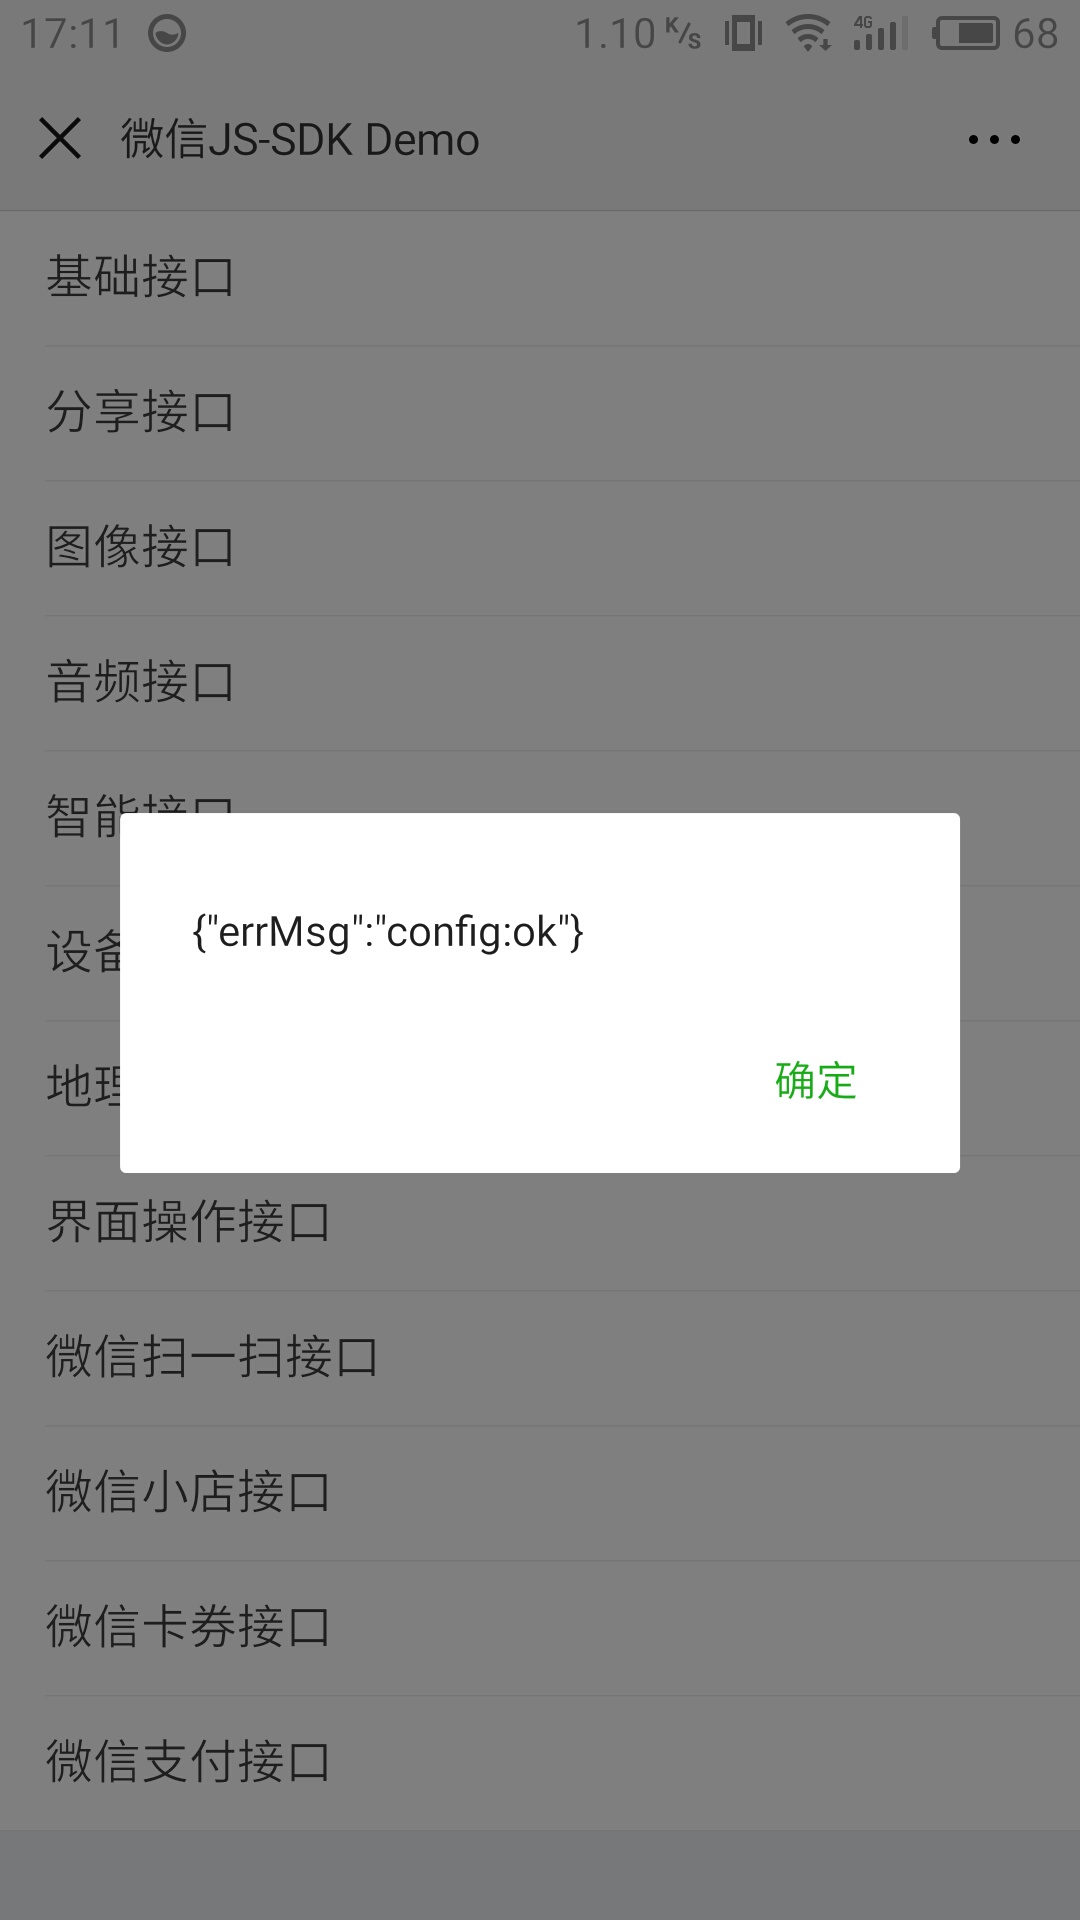 17:11 1.10 K/s 4G 68
微信JS-SDK Demo
基础接口
分享接口
图像接口
音频接口
智能接口
{"errMsg":"config:ok"}
设备
确定
地理
界面操作接口
微信扫一扫接口
微信小店接口
微信卡券接口
微信支付接口